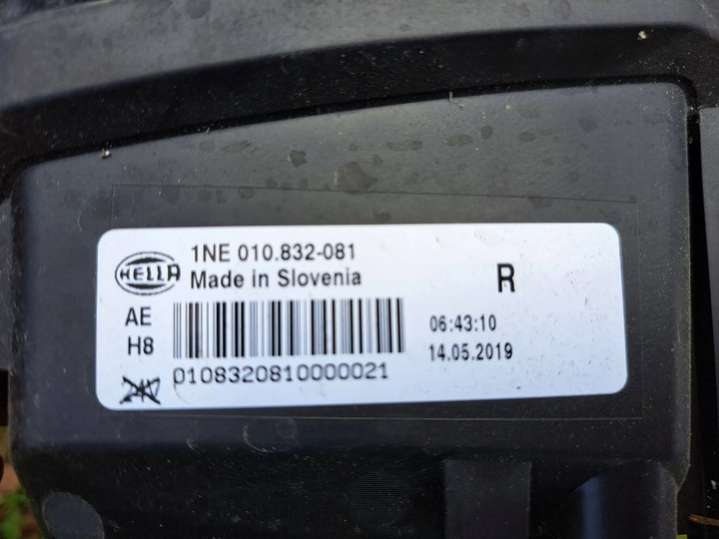 HELLA
1NE 010.832-081
Made in Slovenia
R
AE
H8
06:43:10
14.05.2019
0108320810000021